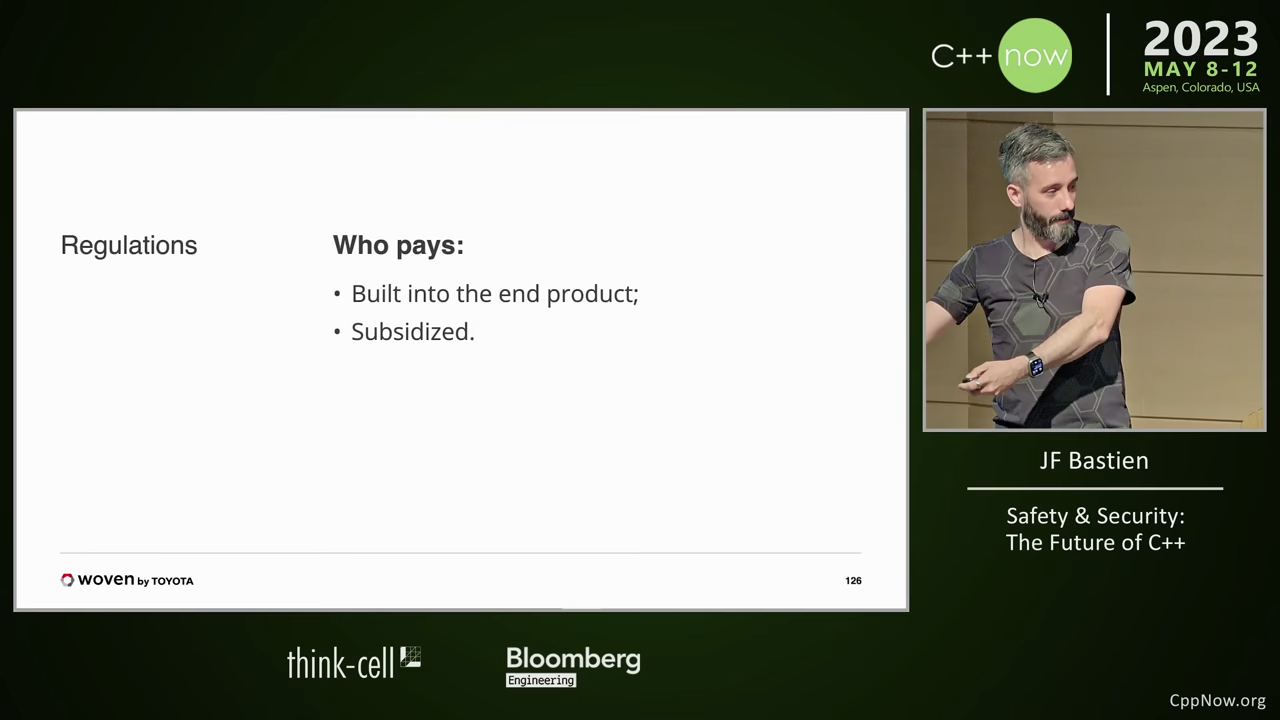 C++ now
2023
MAY 8-12
Aspen, Colorado, USA
Regulations
Who pays:
• Built into the end product;
• Subsidized.
woven by TOYOTA
126
JF Bastien
Safety & Security:
The Future of C++
think-cell
Bloomberg
Engineering
CppNow.org